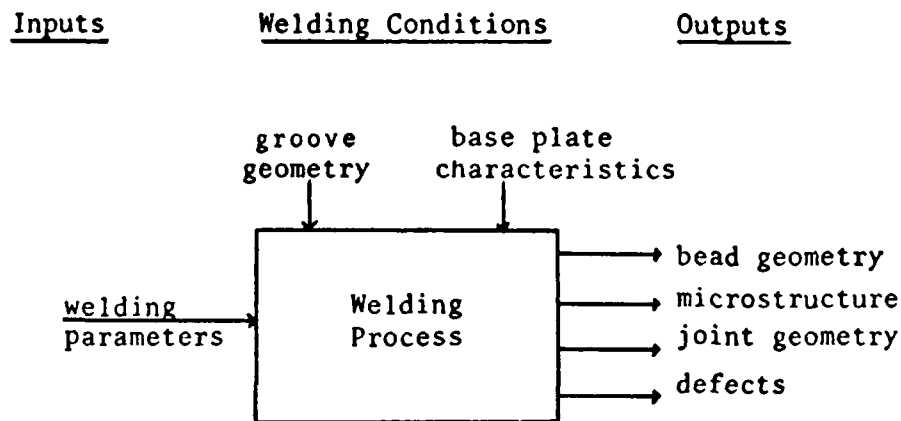 Inputs
Welding Conditions
Outputs
groove
geometry
base plate
characteristics
welding
parameters
Welding
Process
bead geometry
microstructure
joint geometry
defects